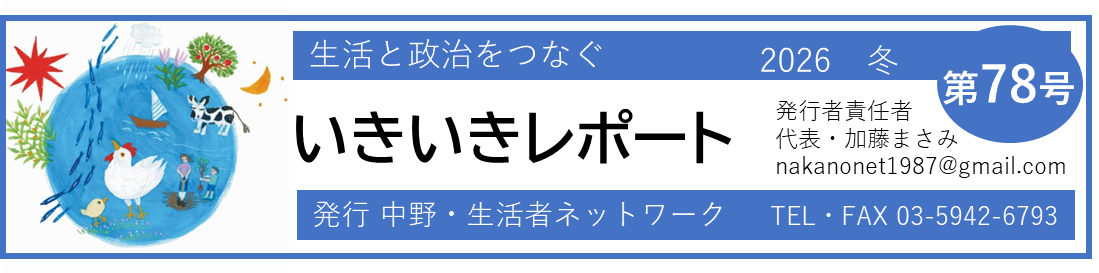 生活と政治をつなぐ
2026　冬
第78号
いきいきレポート
発行者責任者
代表・加藤まさみ
nakanonet1987@gmail.com
発行 中野・生活者ネットワーク
TEL・FAX 03-5942-6793